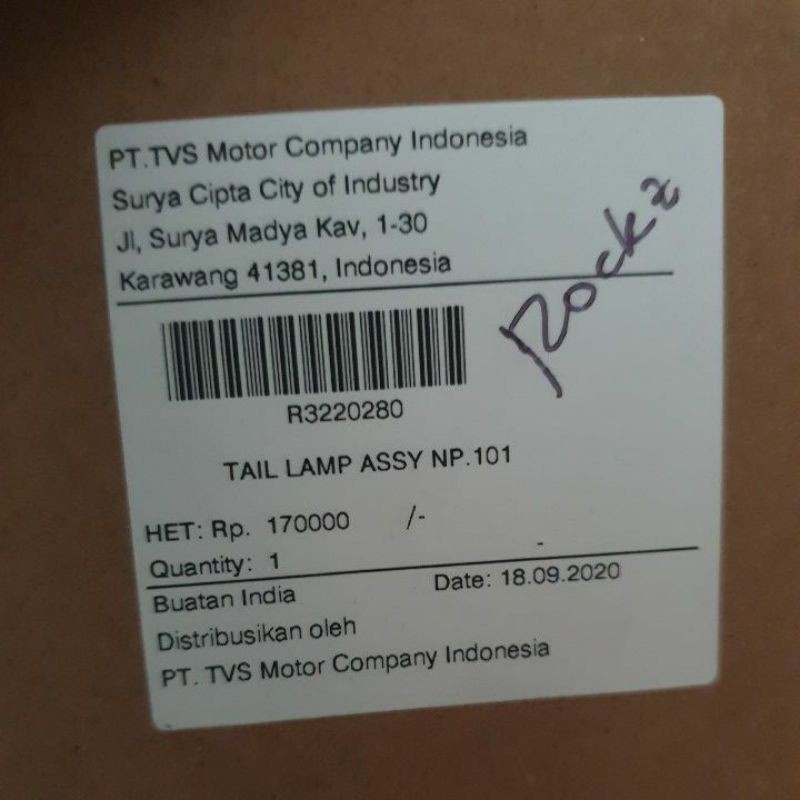 PT.TVS Motor Company Indonesia
Surya Cipta City of Industry
Jl, Surya Madya Kav, 1-30
Karawang 41381, Indonesia
Rockz
R3220280
TAIL LAMP ASSY NP.101
HET: Rp. 170000 /-
Quantity: 1 -
Buatan India Date: 18.09.2020
Distribusikan oleh
PT. TVS Motor Company Indonesia